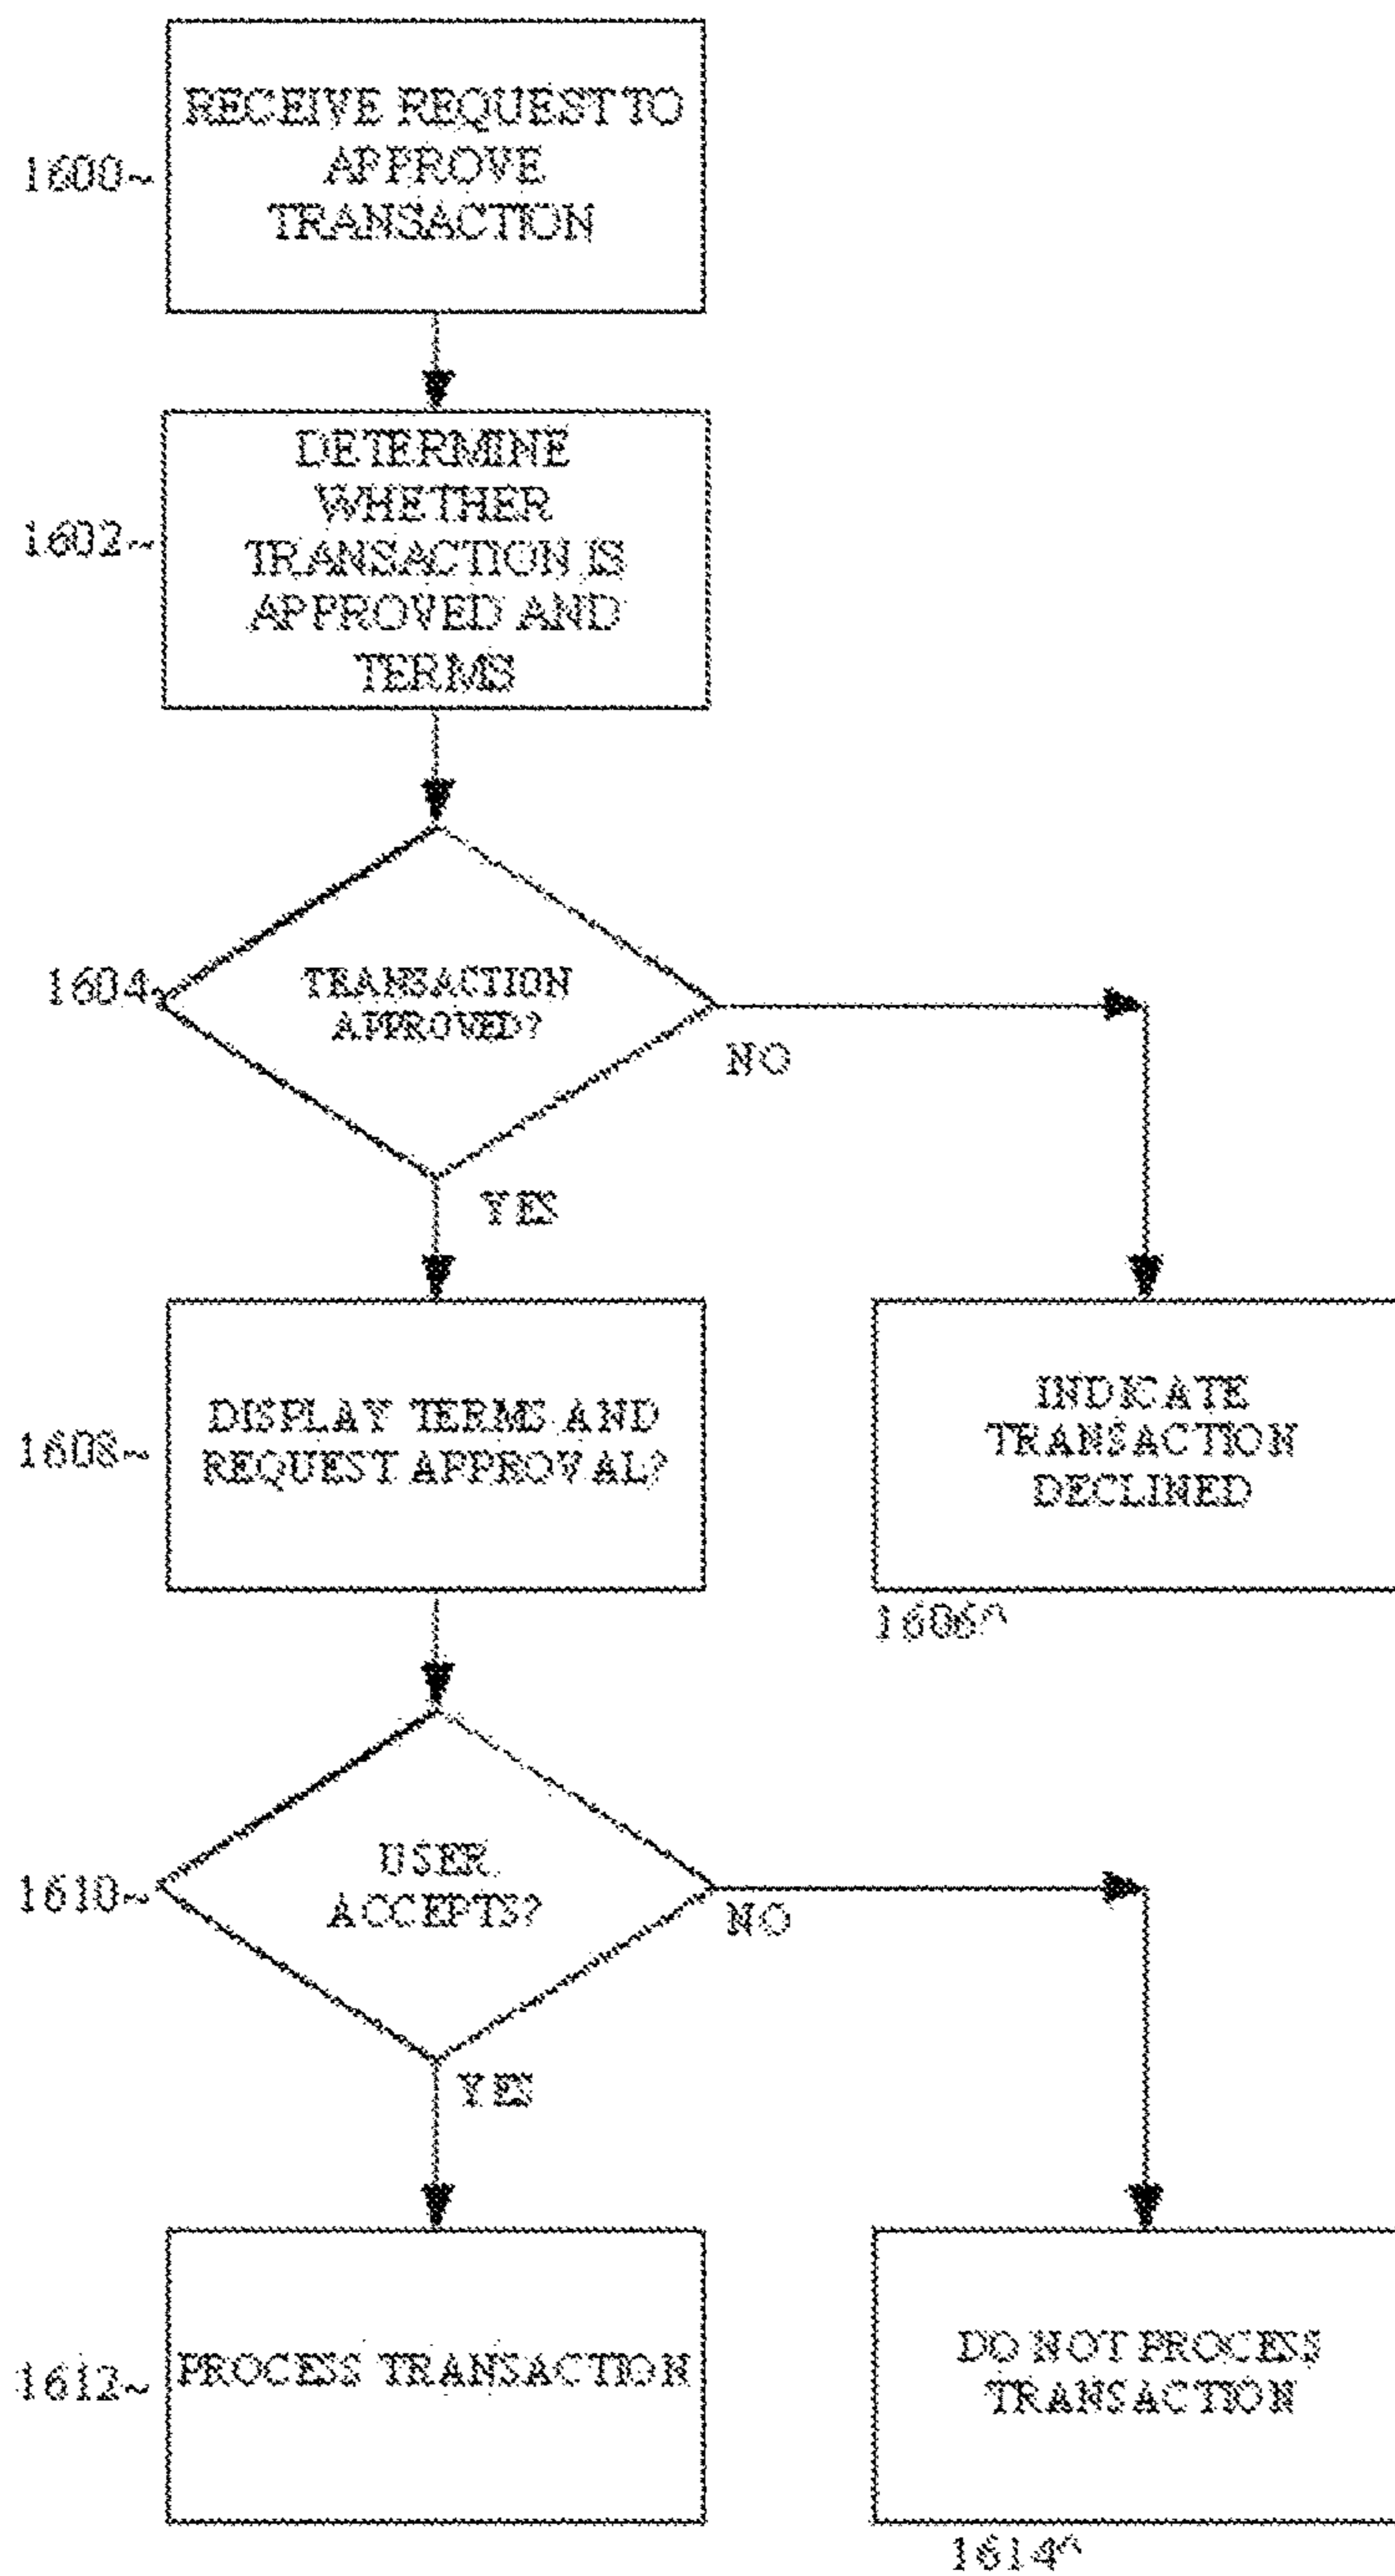 RECEIVE REQUEST TO
APPROVE
TRANSACTION
1600~
DETERMINE
WHETHER
TRANSACTION IS
APPROVED AND
TERMS
1602~
TRANSACTION
APPROVED?
1604~
NO
YES
DISPLAY TERMS AND
REQUEST APPROVAL?
1608~
INDICATE
TRANSACTION
DECLINED
1606^
USER
ACCEPTS?
1610~
NO
YES
PROCESS TRANSACTION
1612~
DO NOT PROCESS
TRANSACTION
1614^